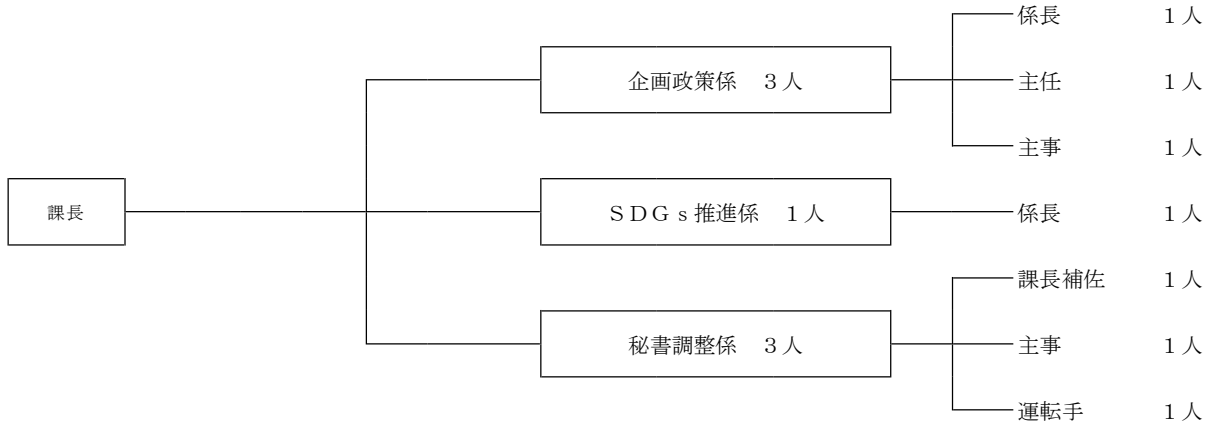 係長　１人
企画政策係　３人
主任　１人
主事　１人
課長
ＳＤＧｓ推進係　１人
係長　１人
課長補佐　１人
秘書調整係　３人
主事　１人
運転手　１人